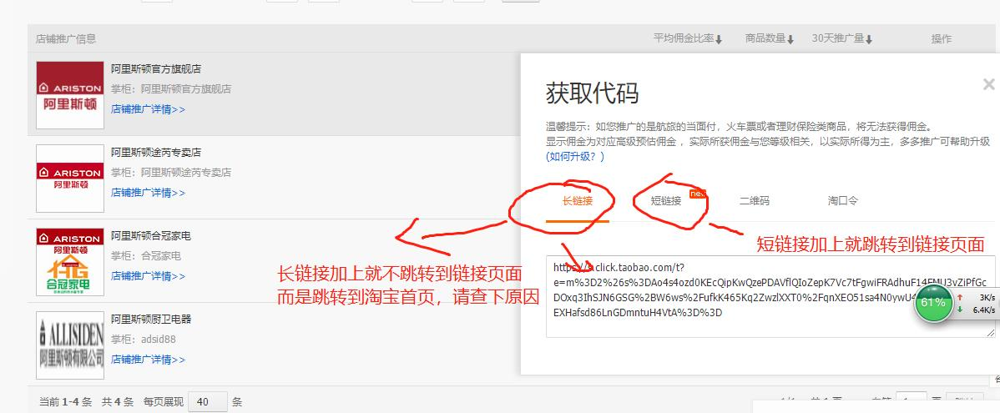 店铺推广信息 平均佣金比率 商品数量 30天推广量 操作
ARISTON
阿里斯顿
阿里斯顿官方旗舰店
掌柜：阿里斯顿官方旗舰店
店铺推广详情>>
ARISTON
阿里斯顿
阿里斯顿途芮专卖店
掌柜：阿里斯顿途芮专卖店
店铺推广详情>>
ARISTON
阿里斯顿
合冠家电
阿里斯顿合冠家电
掌柜：合冠家电
店铺推广详情>>
ALLISIDEN
阿里斯顿有限公司
阿里斯顿厨卫电器
掌柜：adsid88
店铺推广详情>>
当前 1-4 条 共 4 条 每页展现 40 条
获取代码
温馨提示：如您推广的是航旅的当面付，火车票或者理财保险类商品，将无法获得佣金。
显示佣金为对应高级预估佣金，实际所获佣金与您等级相关，以实际所得为主，多多推广可帮助升级
(如何升级？)
长链接 短链接 new 二维码 淘口令
短链接加上就跳转到链接页面
长链接加上就不跳转到链接页面
而是跳转到淘宝首页，请查下原因
https://s.click.taobao.com/t?
e=m%3D2%26s%3DAo4s4ozd0KEcQipKwQzePDAVflQIoZepK7Vc7tFgwiFRAdhuF14FMU3vZiPfGc
DOxq3IhSJN6GSG%2BW6ws%2FufkK465Kq2ZwzlXXT0%2FqnXEO51sa4N0ywU4
EXHafsd86LnGDmntuH4VtA%3D%3D
61%
3K/s
6.4K/s